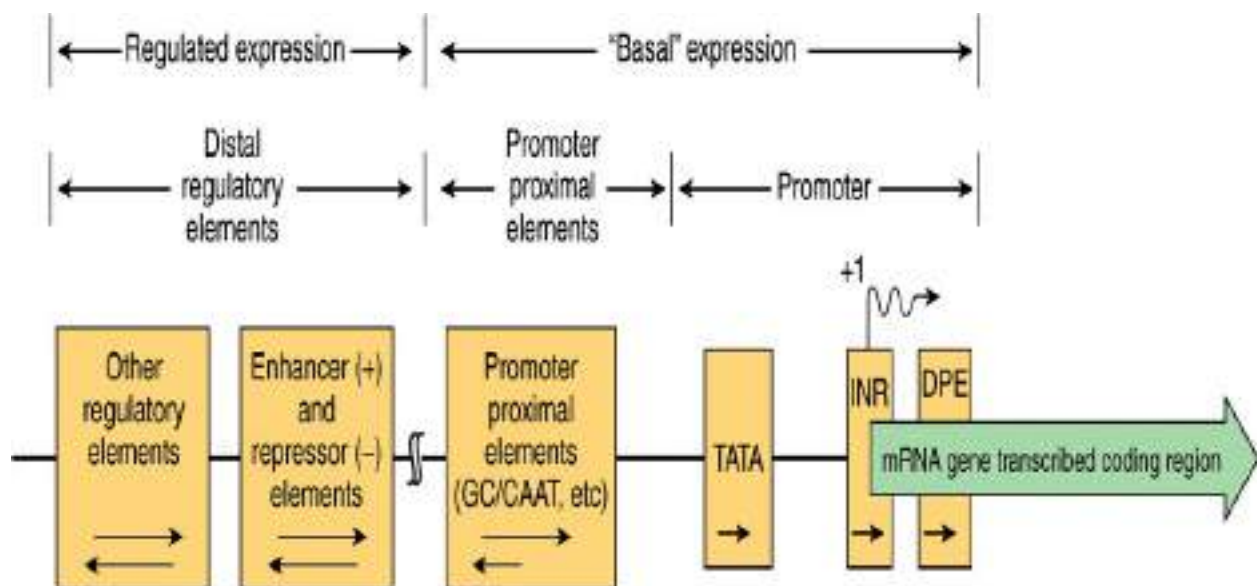 Regulated expression
"Basal" expression
Distal
regulatory
elements
Promoter
proximal
elements
Promoter
+1
Other
regulatory
elements
Enhancer (+)
and
repressor (–)
elements
Promoter
proximal
elements
(GC/CAAT, etc)
TATA
INR
DPE
mRNA gene transcribed coding region